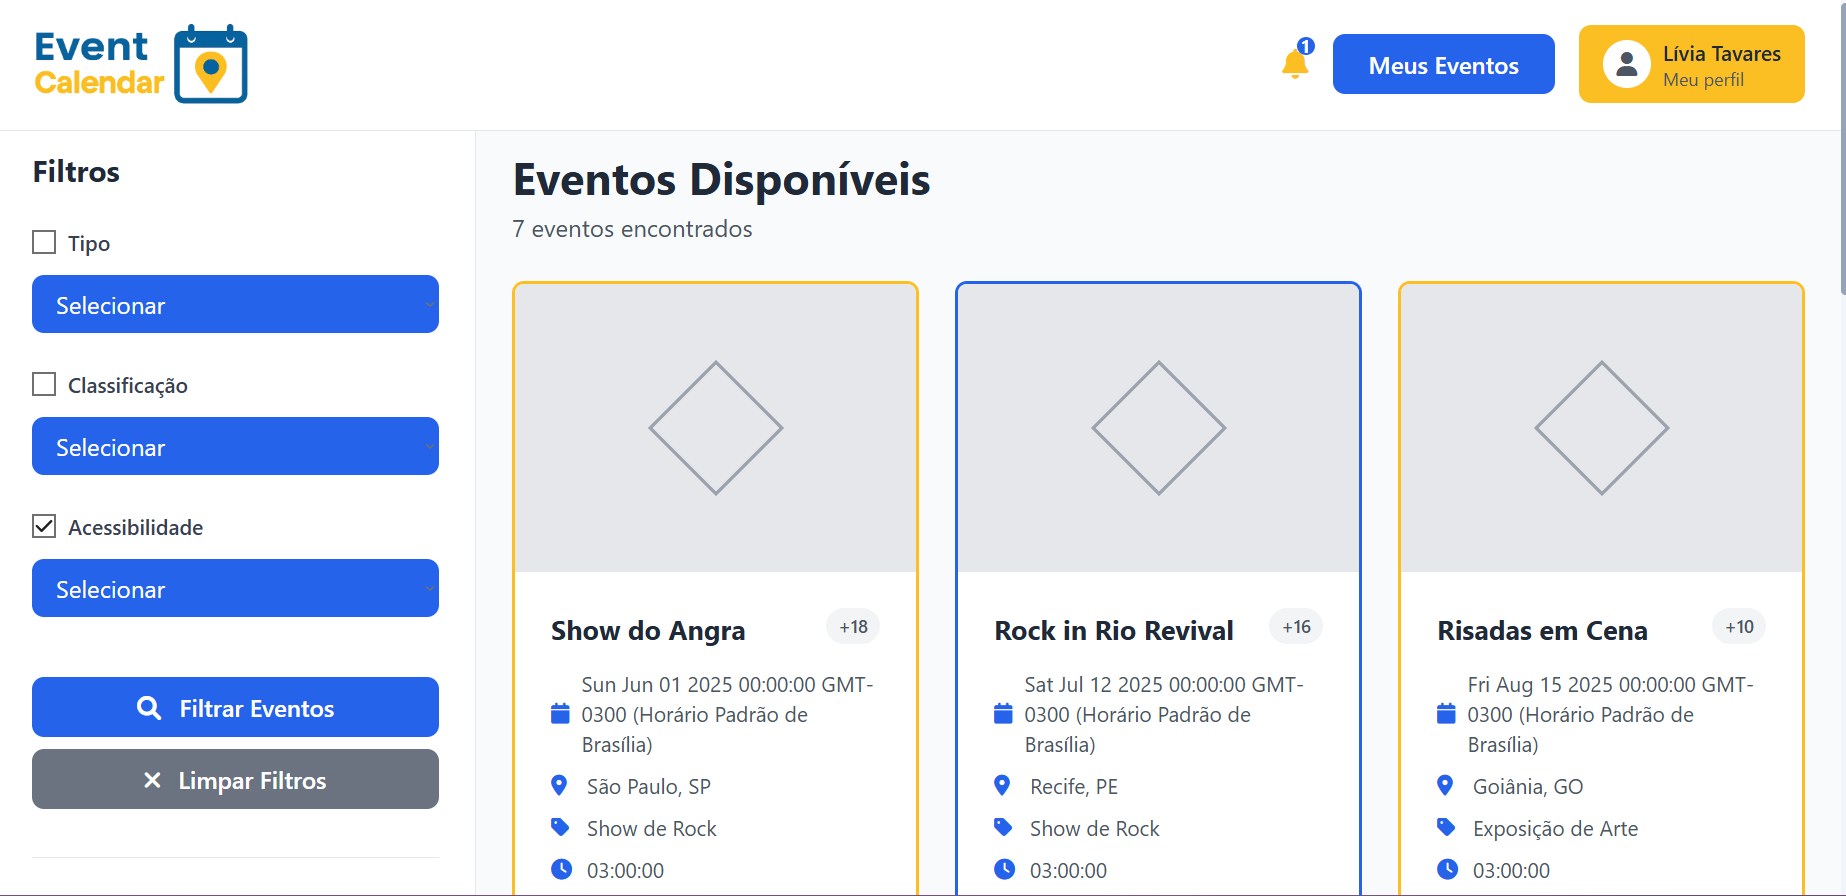 Event
Calendar
1
Meus Eventos
Lívia Tavares
Meu perfil
Filtros
Tipo
Selecionar
Classificação
Selecionar
Acessibilidade
Selecionar
Filtrar Eventos
Limpar Filtros
Eventos Disponíveis
7 eventos encontrados
Show do Angra
+18
Sun Jun 01 2025 00:00:00 GMT-
0300 (Horário Padrão de
Brasília)
São Paulo, SP
Show de Rock
03:00:00
Rock in Rio Revival
+16
Sat Jul 12 2025 00:00:00 GMT-
0300 (Horário Padrão de
Brasília)
Recife, PE
Show de Rock
03:00:00
Risadas em Cena
+10
Fri Aug 15 2025 00:00:00 GMT-
0300 (Horário Padrão de
Brasília)
Goiânia, GO
Exposição de Arte
03:00:00